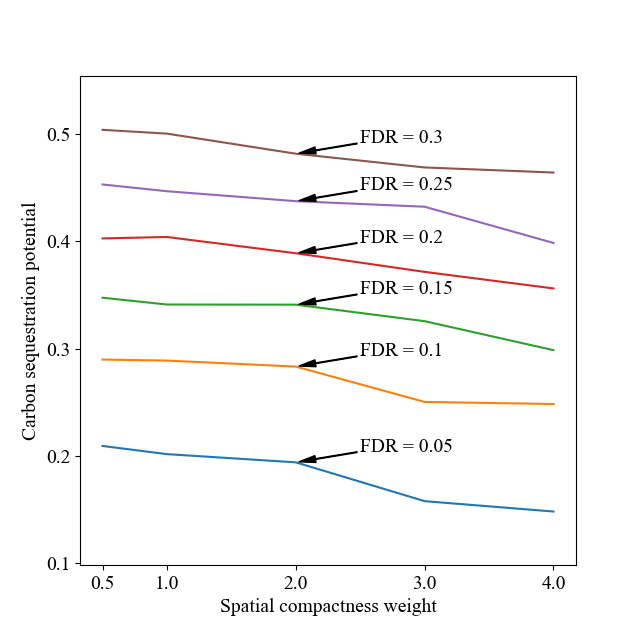 FDR = 0.3
FDR = 0.25
FDR = 0.2
FDR = 0.15
FDR = 0.1
FDR = 0.05
Carbon sequestration potential
0.5
0.4
0.3
0.2
0.1
0.5 1.0 2.0 3.0 4.0
Spatial compactness weight